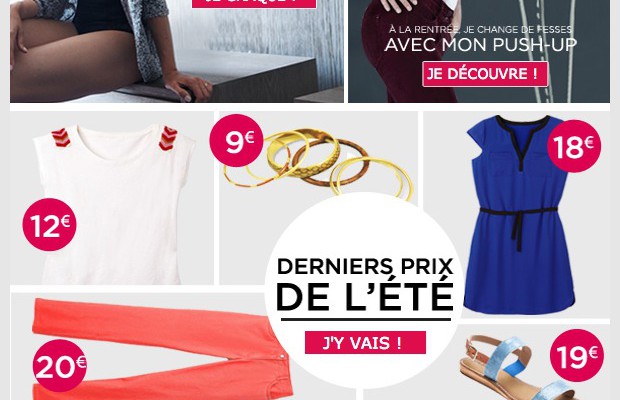 À LA RENTRÉE, JE CHANGE DE FESSES
AVEC MON PUSH-UP
JE DÉCOUVRE !
9€
18€
12€
DERNIERS PRIX
DE L'ÉTÉ
J'Y VAIS !
20€
19€